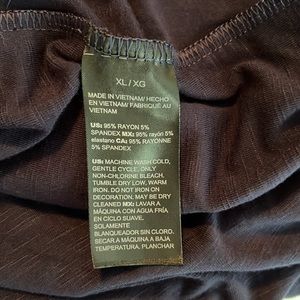 XL / XG
MADE IN VIETNAM/ HECHO
EN VIETNAM/ FABRIQUÉ AU
VIETNAM
US: 95% RAYON 5%
SPANDEX MX: 95% rayón 5%
elastano CA: 95% RAYONNE
5% SPANDEX
US: MACHINE WASH COLD,
GENTLE CYCLE. ONLY
NON-CHLORINE BLEACH.
TUMBLE DRY LOW, WARM
IRON. DO NOT IRON ON
DECORATION. MAY BE DRY
CLEANED MX: LAVAR A
MÁQUINA CON AGUA FRÍA
EN CICLO SUAVE.
SOLAMENTE
BLANQUEADOR SIN CLORO.
SECAR A MÁQUINA A BAJA
TEMPERATURA. PLANCHAR